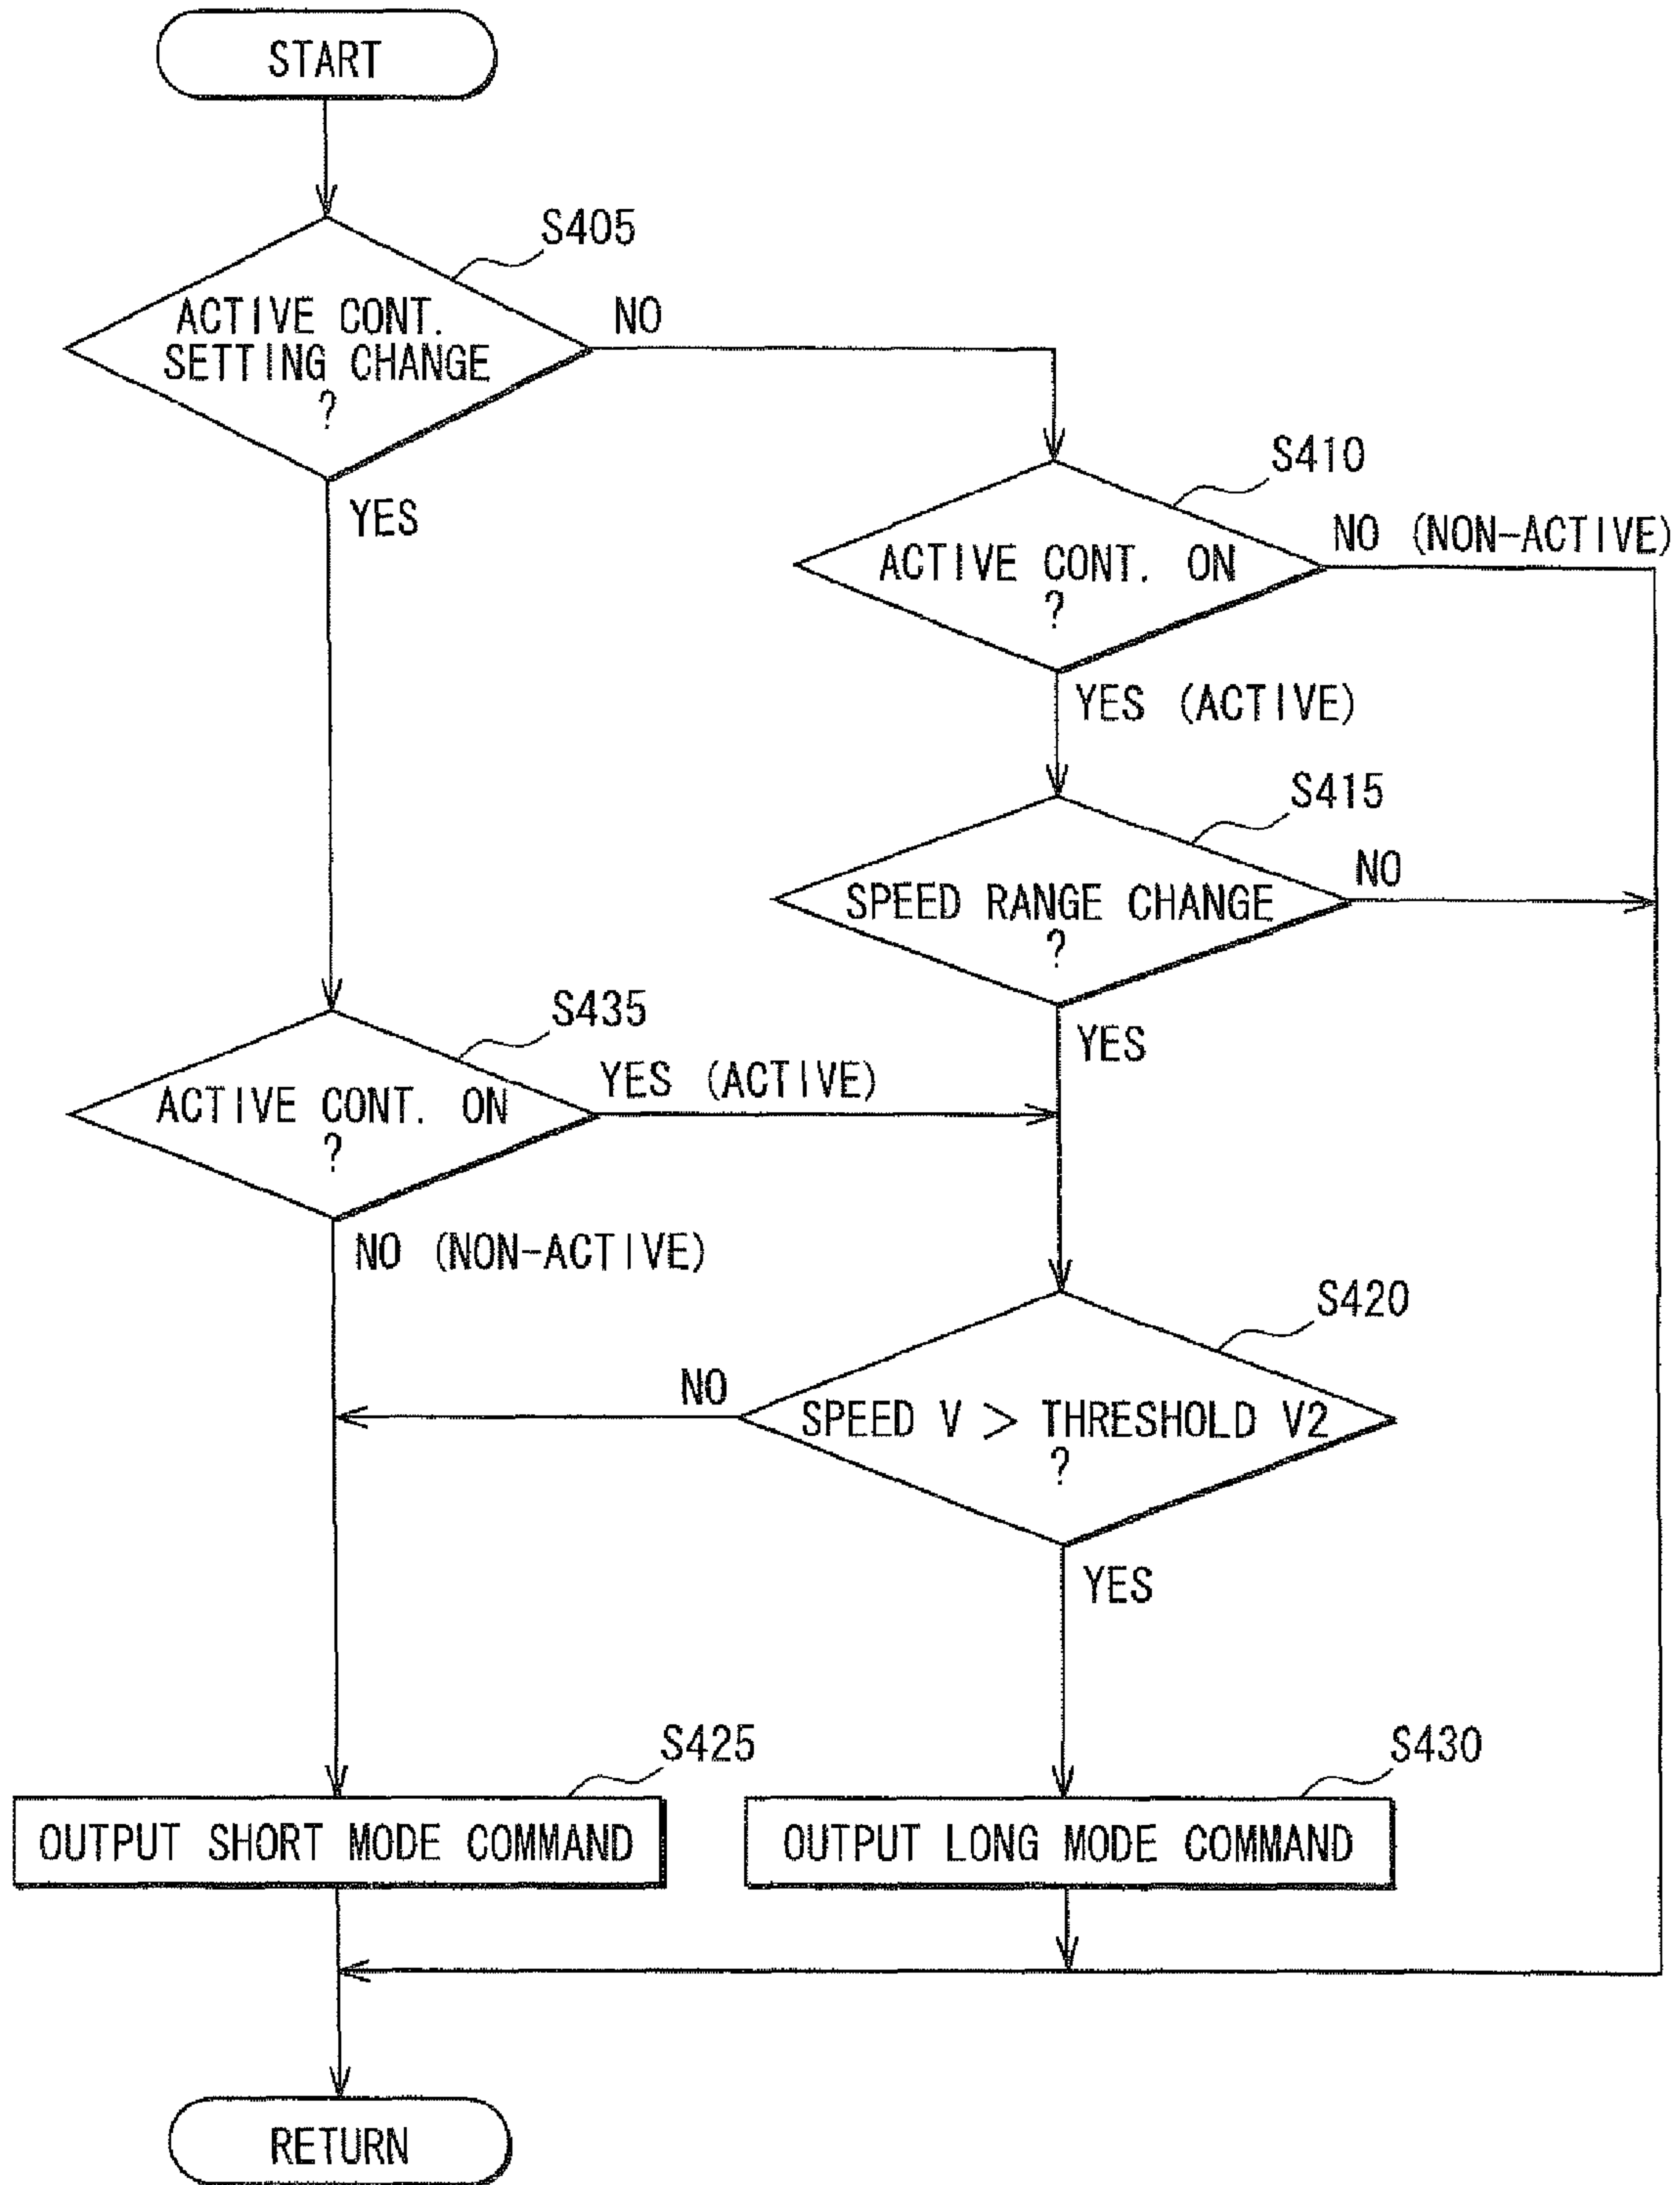 START
S405
ACTIVE CONT.
SETTING CHANGE
?
NO
YES
S410
ACTIVE CONT. ON
?
NO (NON-ACTIVE)
YES (ACTIVE)
S415
SPEED RANGE CHANGE
?
NO
YES
S435
ACTIVE CONT. ON
?
YES (ACTIVE)
NO (NON-ACTIVE)
S420
SPEED V > THRESHOLD V2
?
NO
YES
S425
OUTPUT SHORT MODE COMMAND
S430
OUTPUT LONG MODE COMMAND
RETURN